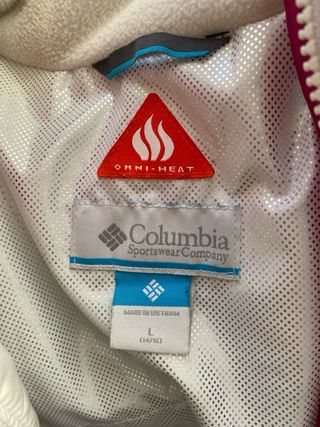 OMNI-HEAT
Columbia
Sportswear Company
MADE IN VIETNAM
L
(14/16)